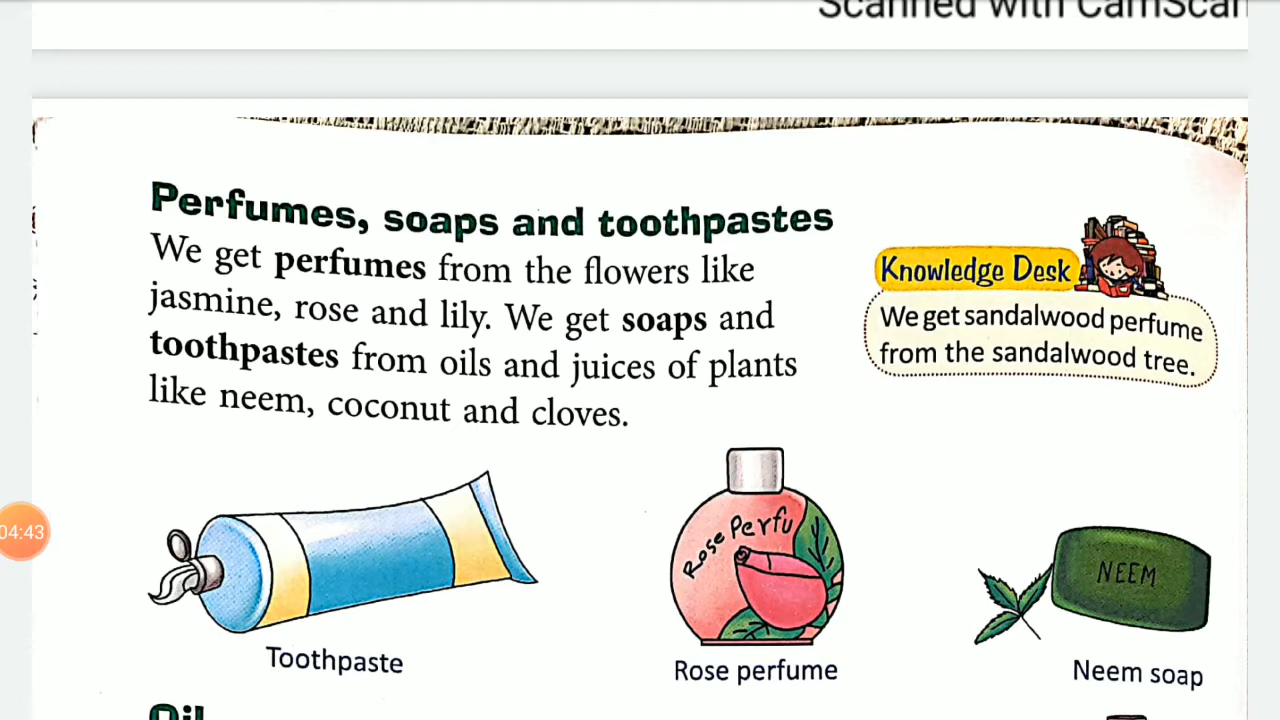 Scanned with CamScan
Perfumes, soaps and toothpastes
We get perfumes from the flowers like
jasmine, rose and lily. We get soaps and
toothpastes from oils and juices of plants
like neem, coconut and cloves.
Knowledge Desk
We get sandalwood perfume
from the sandalwood tree.
04:43
Rose Perfu
NEEM
Toothpaste
Rose perfume
Neem soap
Oil